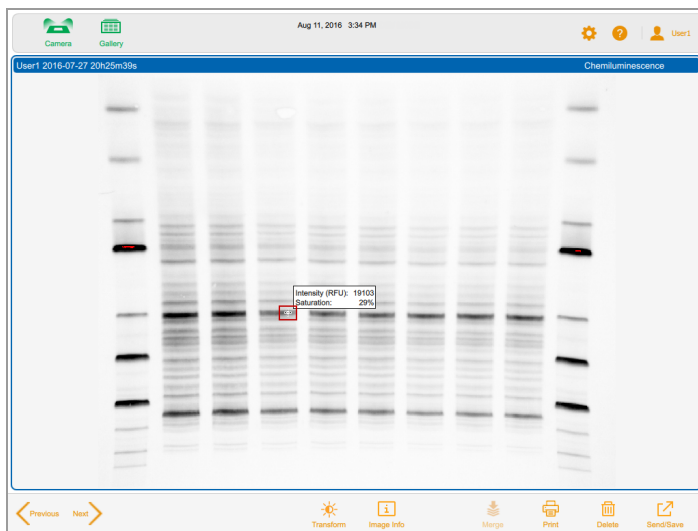 Aug 11, 2016 3:34 PM
Camera
Gallery
User1
User1 2016-07-27 20h25m39s
Chemiluminescence
Intensity (RFU): 19103
Saturation: 29%
Previous
Next
Transform
Image Info
Merge
Print
Delete
Send/Save